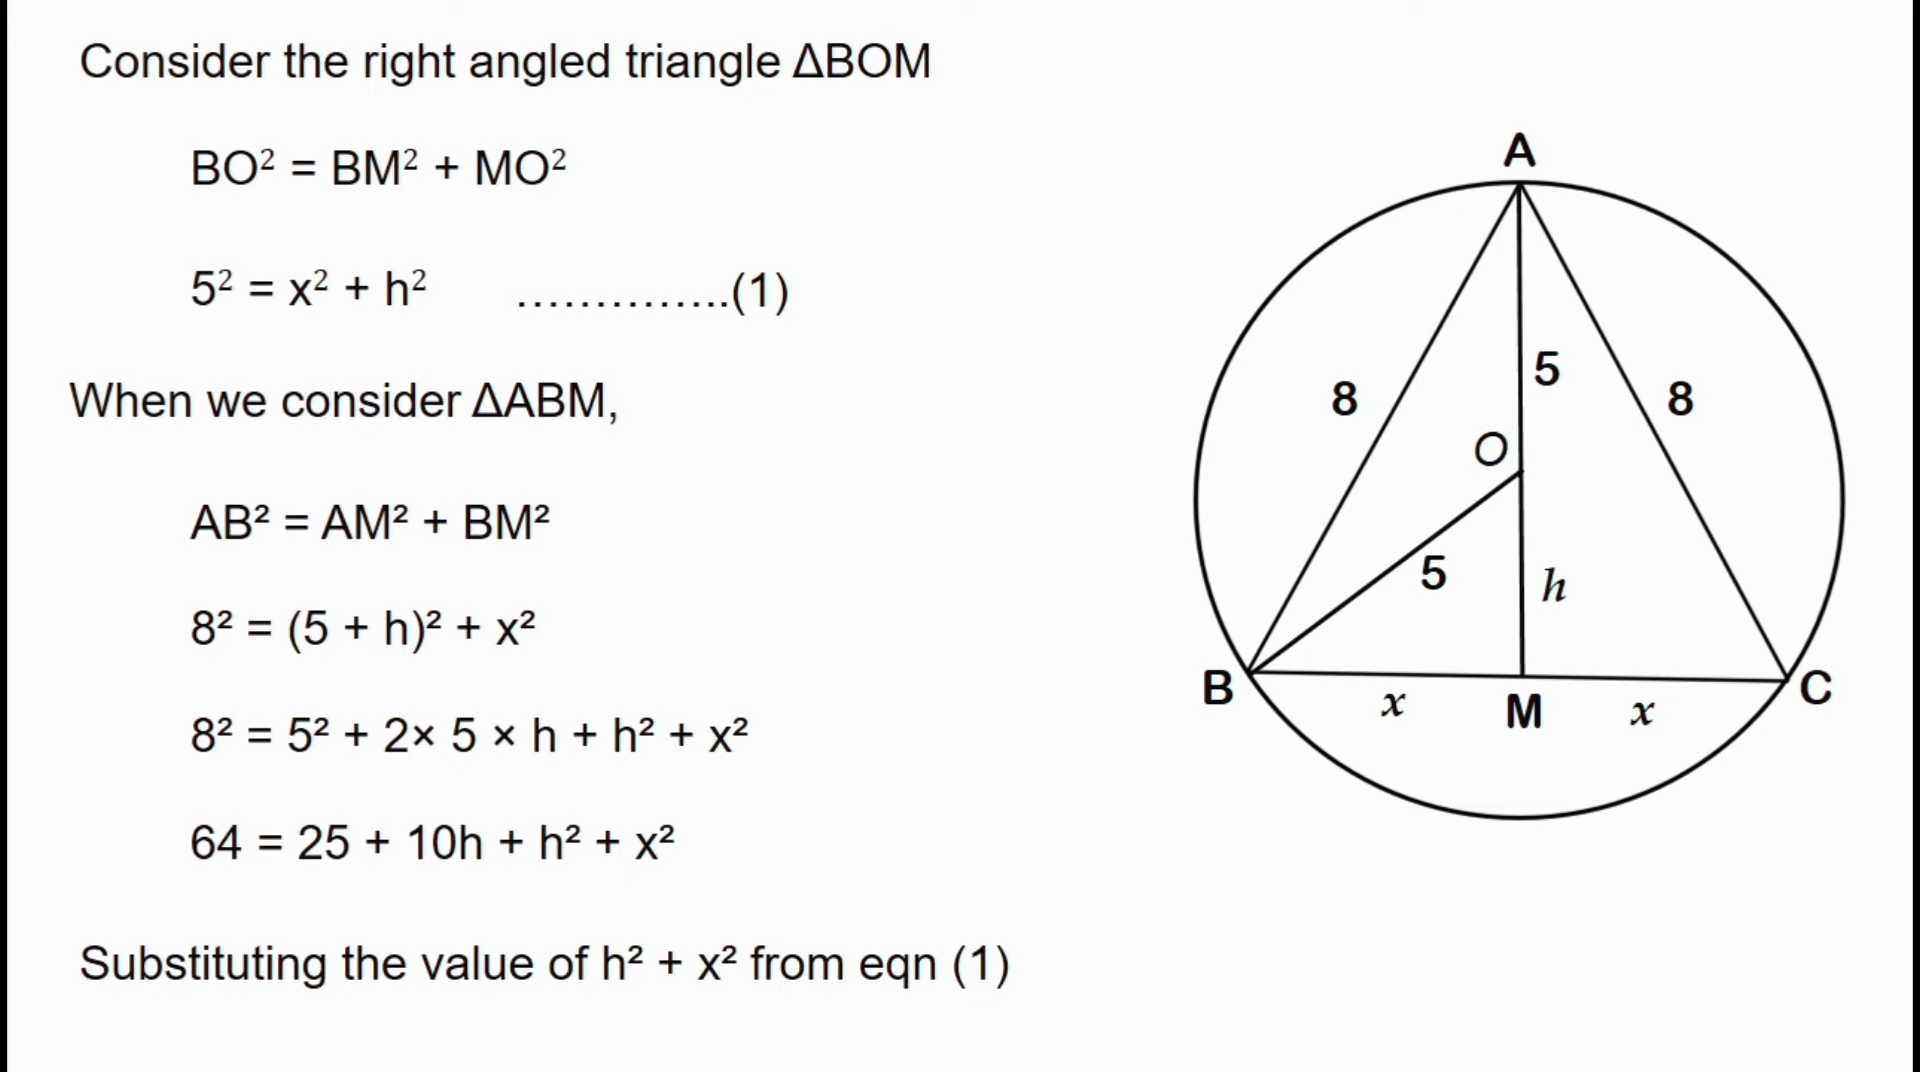 Consider the right angled triangle ΔBOM
BO² = BM² + MO²
5² = x² + h² …………..(1)
When we consider ΔABM,
AB² = AM² + BM²
8² = (5 + h)² + x²
8² = 5² + 2× 5 × h + h² + x²
64 = 25 + 10h + h² + x²
Substituting the value of h² + x² from eqn (1)
A
5
8
8
O
5
h
B
C
x
M
x